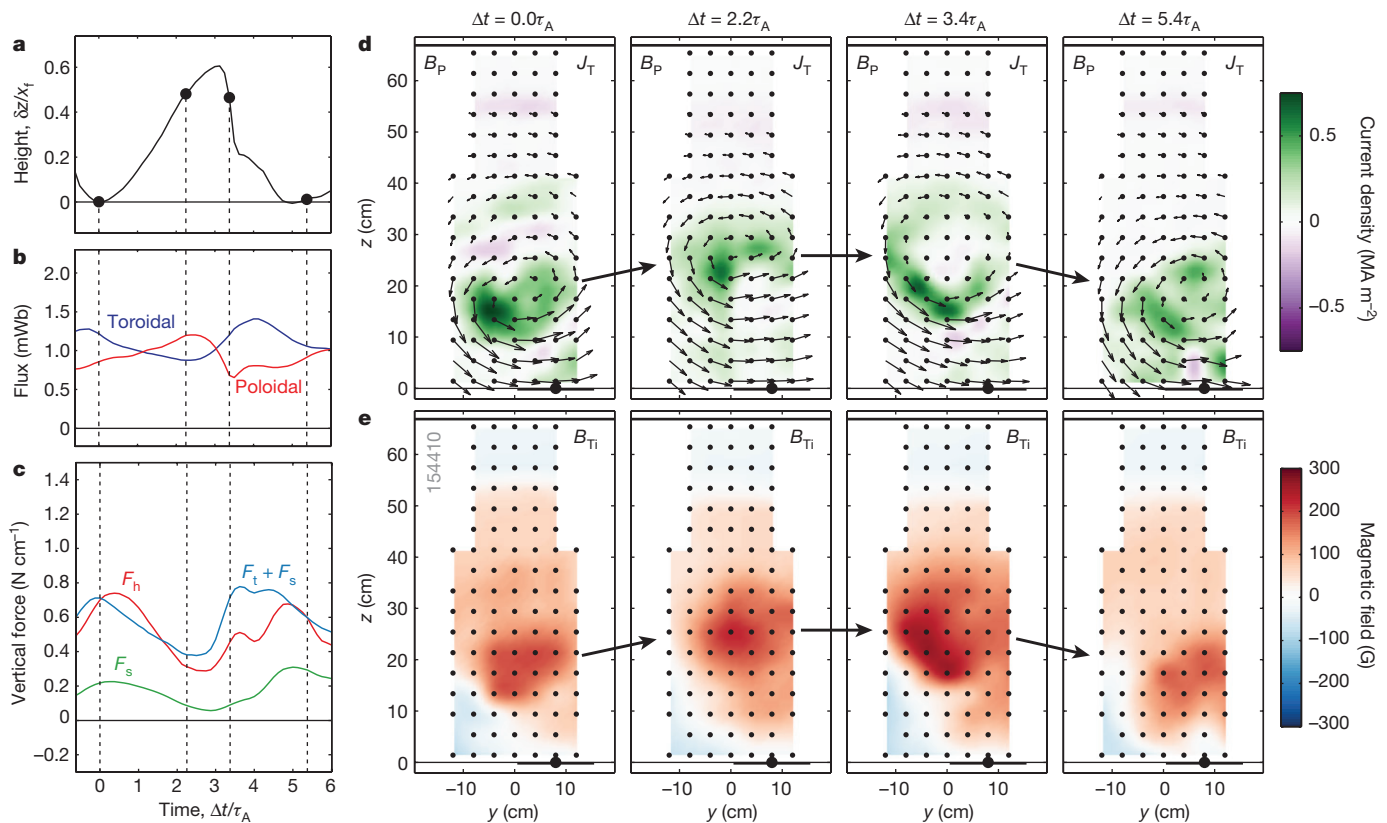 a
Height, δz/x_f
0.6
0.4
0.2
0
b
Flux (mWb)
2.0
1.5
1.0
0.5
0
Toroidal
Poloidal
c
Vertical force (N cm⁻¹)
1.4
1.2
1.0
0.8
0.6
0.4
0.2
0
−0.2
F_h
F_t + F_s
F_s
0 1 2 3 4 5 6
Time, Δt/τ_A
d
Δt = 0.0τ_A Δt = 2.2τ_A Δt = 3.4τ_A Δt = 5.4τ_A
B_P J_T B_P J_T B_P J_T B_P J_T
z (cm)
60
50
40
30
20
10
0
0.5
0
−0.5
Current density (MA m⁻²)
e
B_Ti B_Ti B_Ti B_Ti
154410
z (cm)
60
50
40
30
20
10
0
−10 0 10 −10 0 10 −10 0 10 −10 0 10
y (cm) y (cm) y (cm) y (cm)
300
200
100
0
−100
−200
−300
Magnetic field (G)